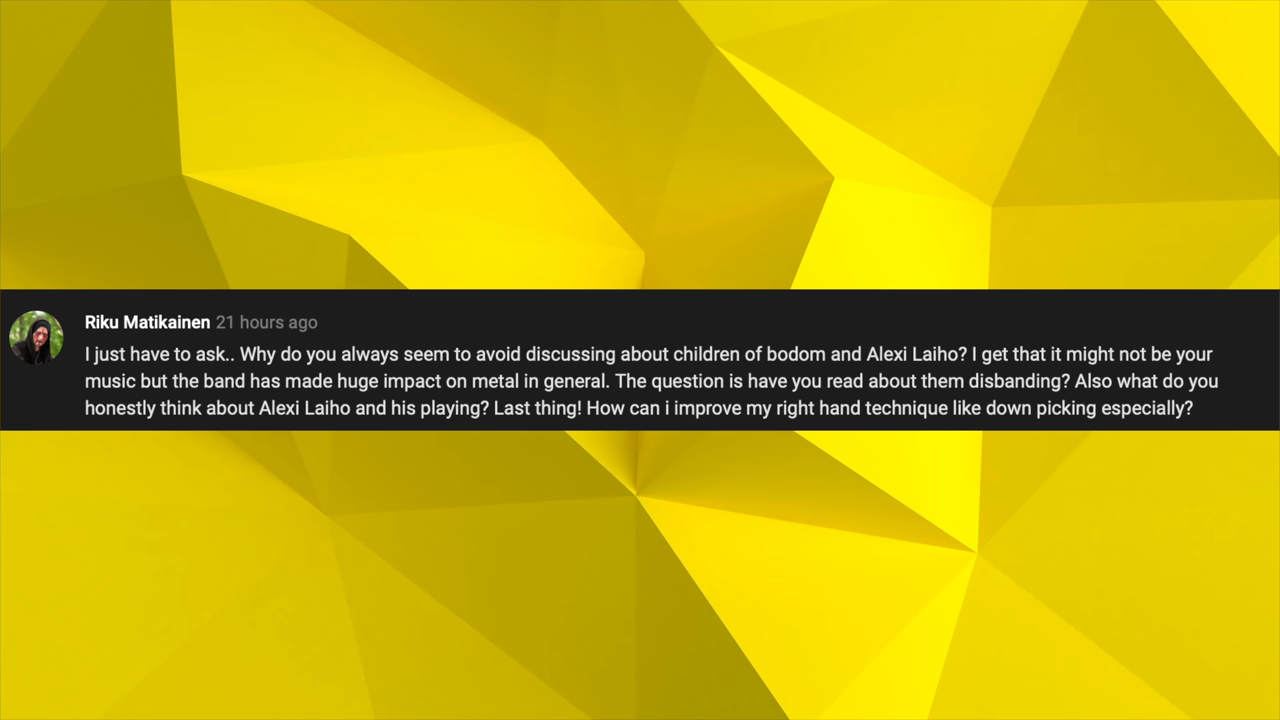 Riku Matikainen 21 hours ago
I just have to ask.. Why do you always seem to avoid discussing about children of bodom and Alexi Laiho? I get that it might not be your
music but the band has made huge impact on metal in general. The question is have you read about them disbanding? Also what do you
honestly think about Alexi Laiho and his playing? Last thing! How can i improve my right hand technique like down picking especially?